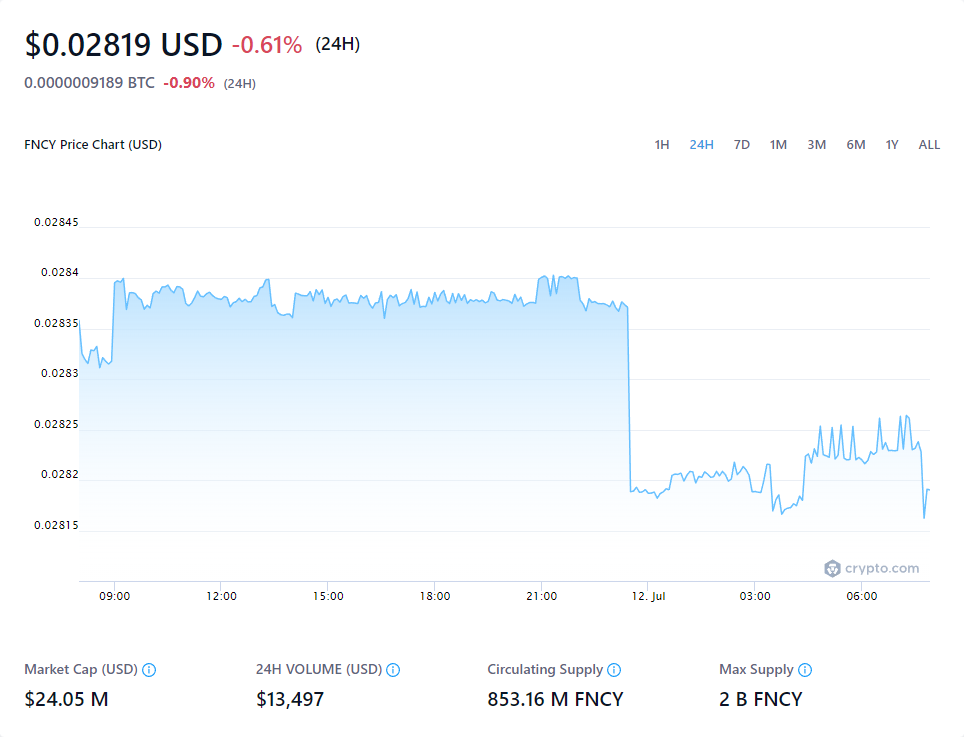 $0.02819 USD -0.61% (24H)
0.0000009189 BTC -0.90% (24H)
FNCY Price Chart (USD) 1H 24H 7D 1M 3M 6M 1Y ALL
0.02845
0.0284
0.02835
0.0283
0.02825
0.0282
0.02815
crypto.com
09:00 12:00 15:00 18:00 21:00 12. Jul 03:00 06:00
Market Cap (USD) 24H VOLUME (USD) Circulating Supply Max Supply
$24.05 M $13,497 853.16 M FNCY 2 B FNCY